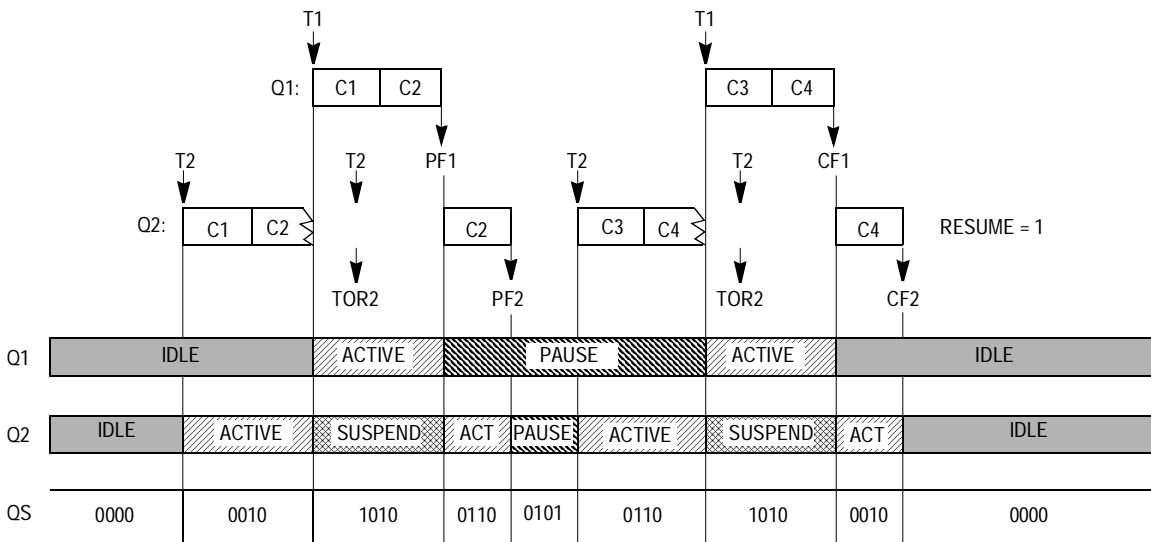 T1 T1
Q1: C1 C2 C3 C4
T2 T2 PF1 T2 T2 CF1
Q2: C1 C2 C2 C3 C4 C4 RESUME = 1
TOR2 PF2 TOR2 CF2
Q1 IDLE ACTIVE PAUSE ACTIVE IDLE
Q2 IDLE ACTIVE SUSPEND ACT PAUSE ACTIVE SUSPEND ACT IDLE
QS 0000 0010 1010 0110 0101 0110 1010 0010 0000